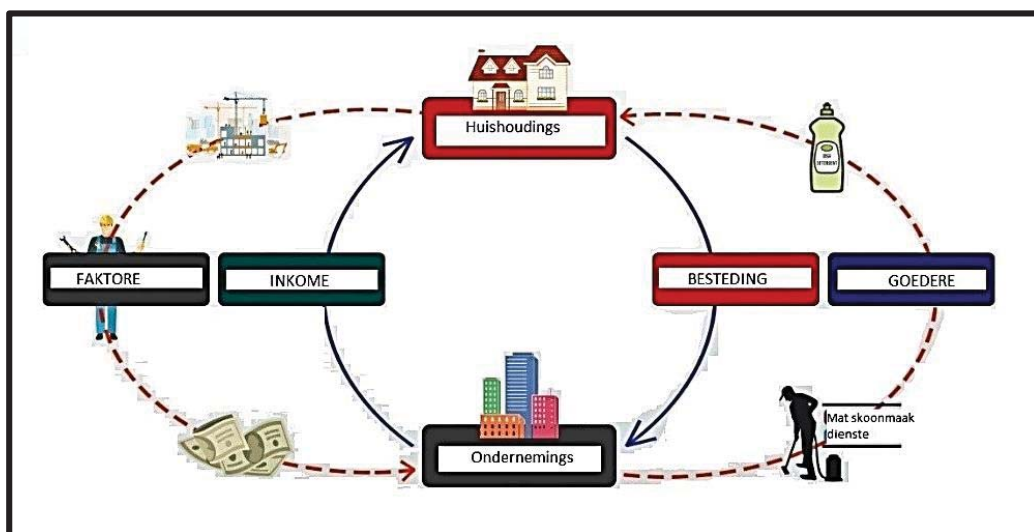 Huishoudings
FAKTORE
INKOME
BESTEDING
GOEDERE
Mat skoonmaak
dienste
Ondernemings